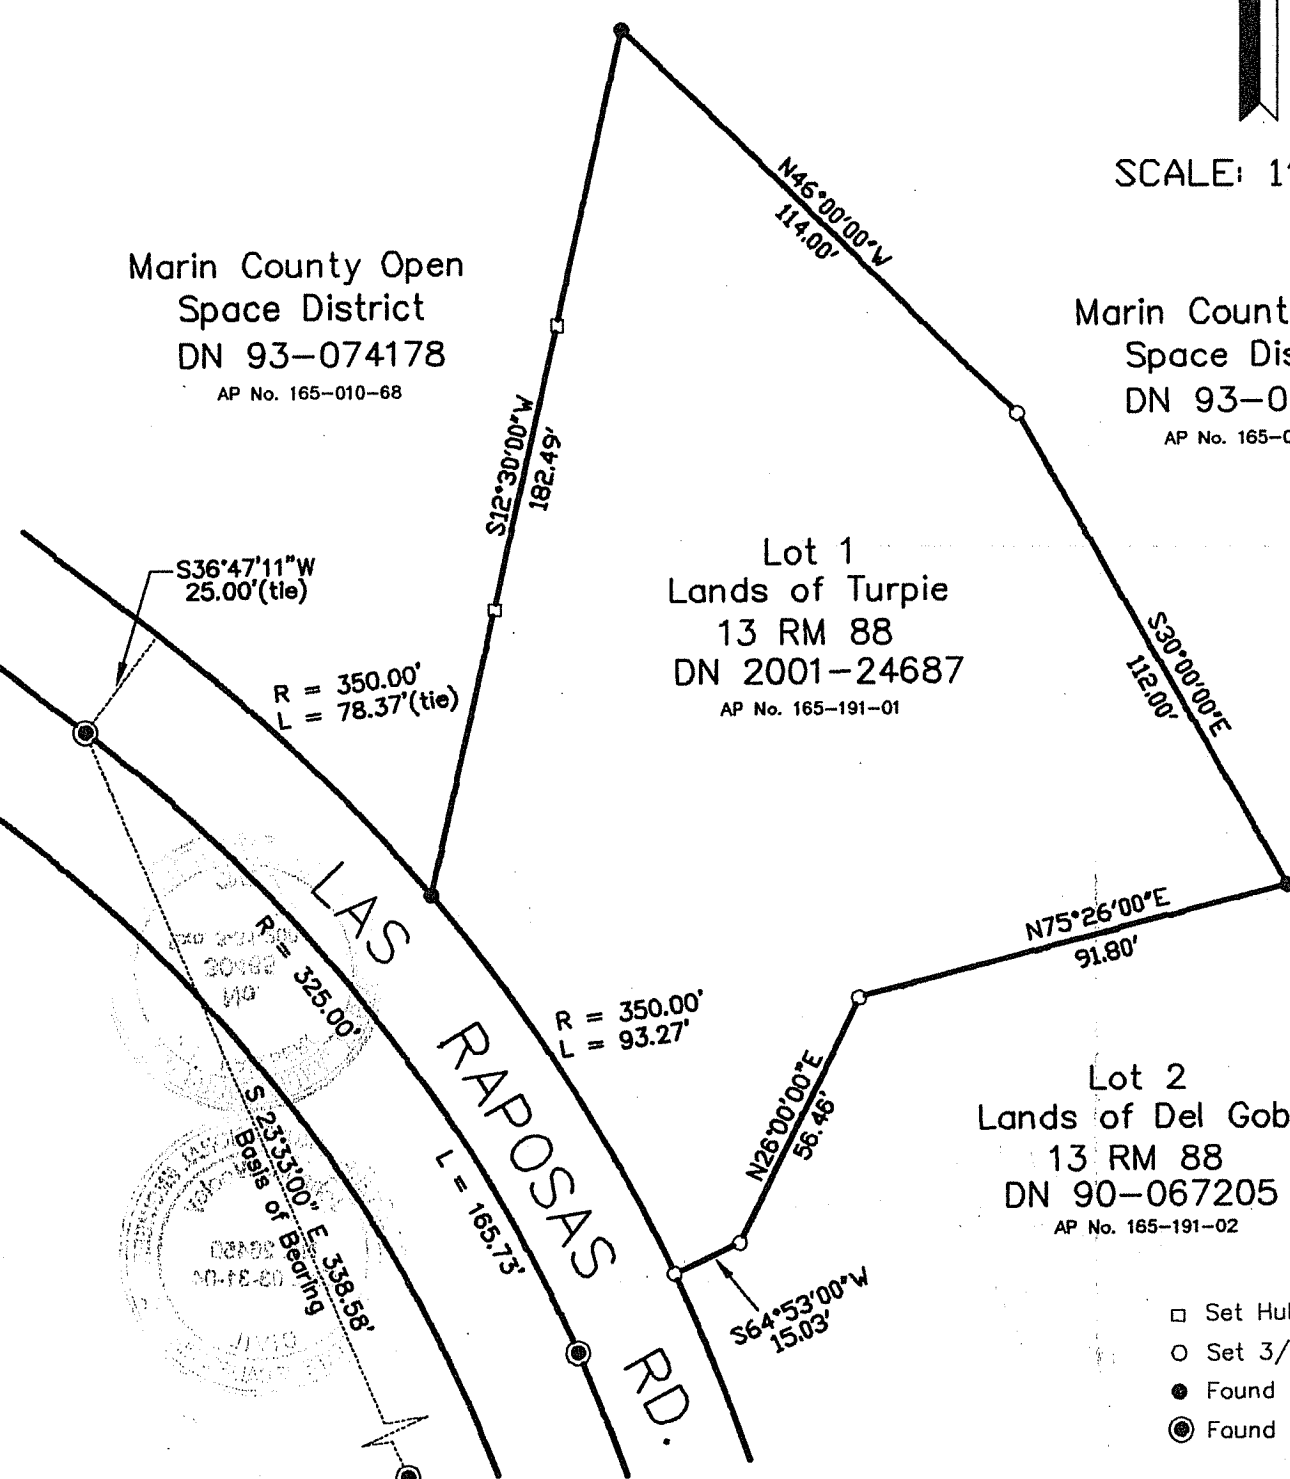 SCALE: 1"
N46°00'00"W
114.00'
Marin County Open
Space District
DN 93-074178
AP No. 165-010-68
Marin Count
Space Dis
DN 93-0
AP No. 165-0
S12°30'00"W
182.49'
S36°47'11"W
25.00'(tie)
Lot 1
Lands of Turpie
13 RM 88
DN 2001-24687
AP No. 165-191-01
S30°00'00"E
112.00'
R = 350.00'
L = 78.37'(tie)
N75°26'00"E
91.80'
LAS RAPOSAS RD.
R = 325.00'
L = 165.73'
R = 350.00'
L = 93.27'
N26°00'00"E
56.46'
S64°53'00"W
15.03'
Lot 2
Lands of Del Gob
13 RM 88
DN 90-067205
AP No. 165-191-02
S 23°33'00" E 338.58'
Basis of Bearing
Set Hu
Set 3/
Found
Found